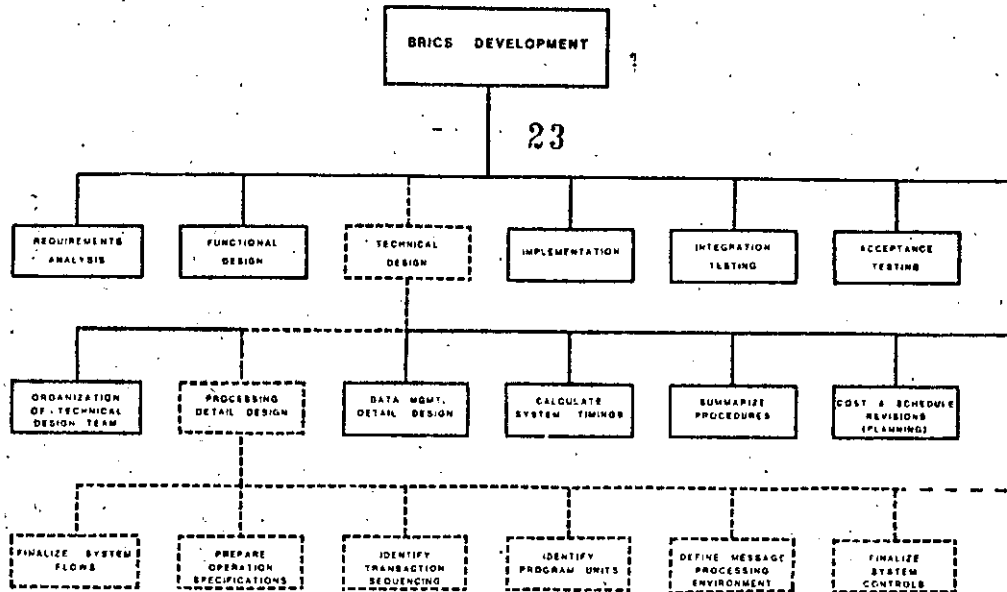 BRICS DEVELOPMENT
1
23
REQUIREMENTS
ANALYSIS
FUNCTIONAL
DESIGN
TECHNICAL
DESIGN
IMPLEMENTATION
INTEGRATION
TESTING
ACCEPTANCE
TESTING
ORGANIZATION
OF TECHNICAL
DESIGN TEAM
PROCESSING
DETAIL DESIGN
DATA MGMT.
DETAIL DESIGN
CALCULATE
SYSTEM TIMINGS
SUMMARIZE
PROCEDURES
COST & SCHEDULE
REVISIONS
(PLANNING)
FINALIZE SYSTEM
FLOWS
PREPARE
OPERATION
SPECIFICATIONS
IDENTIFY
TRANSACTION
SEQUENCING
IDENTIFY
PROGRAM UNITS
DEFINE MESSAGE
PROCESSING
ENVIRONMENT
FINALIZE
SYSTEM
CONTROLS